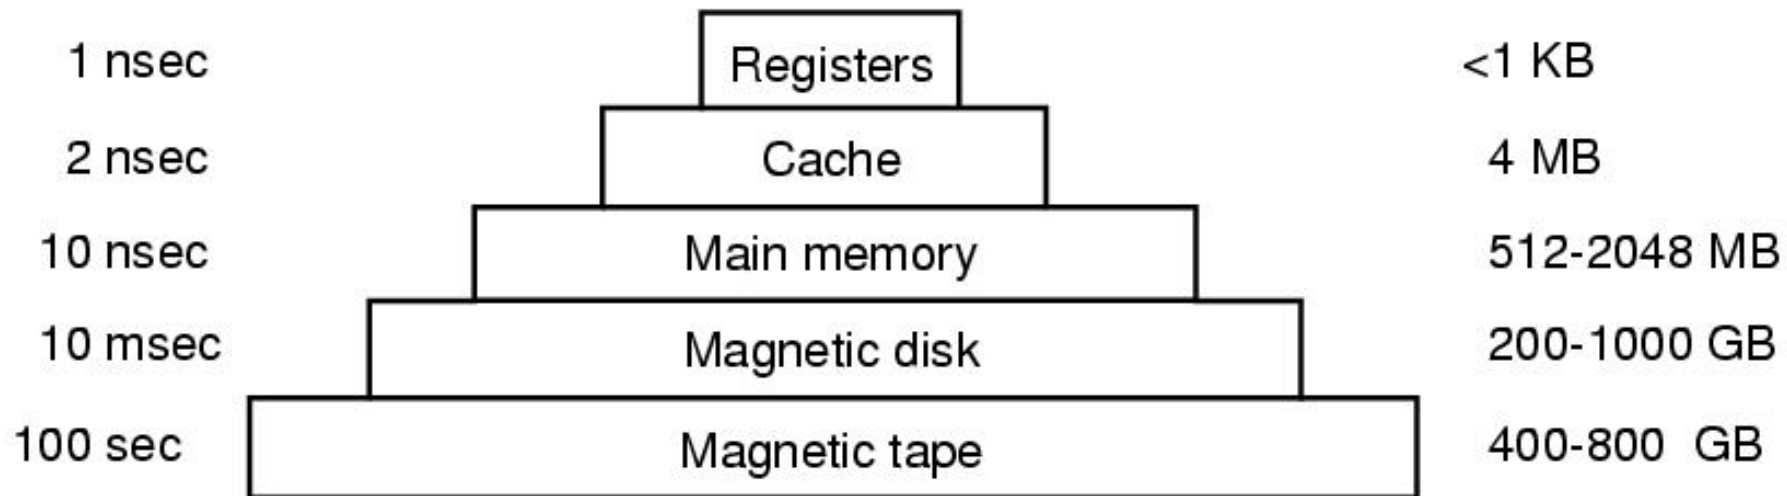 1 nsec Registers <1 KB
2 nsec Cache 4 MB
10 nsec Main memory 512-2048 MB
10 msec Magnetic disk 200-1000 GB
100 sec Magnetic tape 400-800 GB